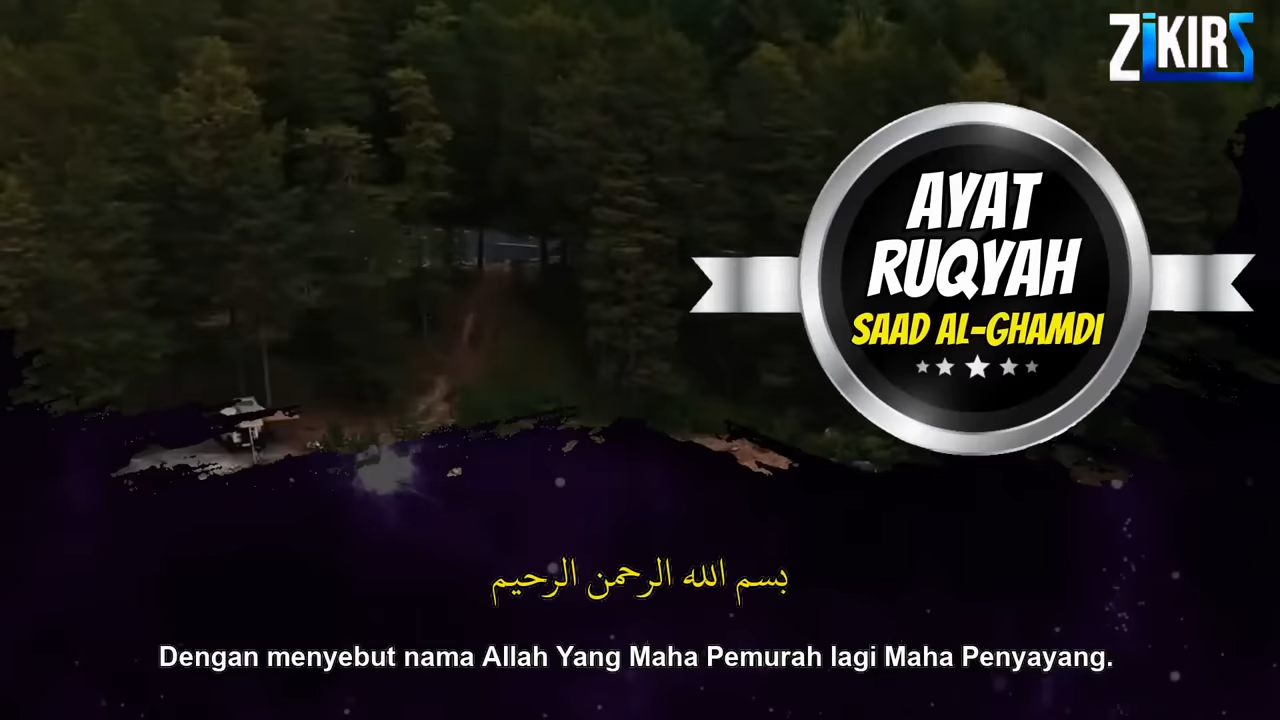 ZiKIRS
AYAT
RUQYAH
SAAD AL-GHAMDI
بسم الله الرحمن الرحيم
Dengan menyebut nama Allah Yang Maha Pemurah lagi Maha Penyayang.